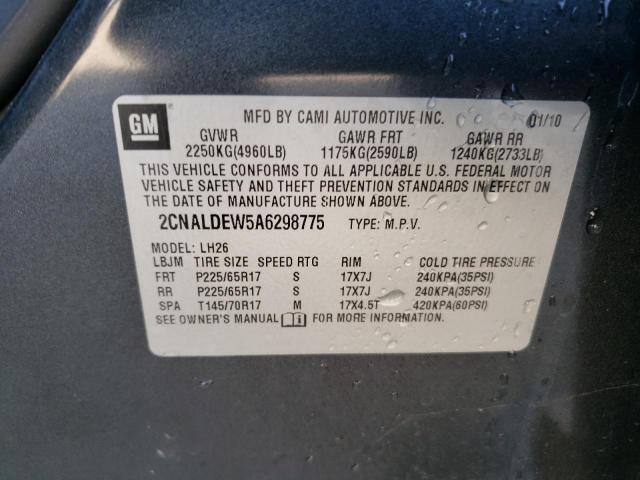 GM
MFD BY CAMI AUTOMOTIVE INC. 01/10
GVWR GAWR FRT GAWR RR
2250KG(4960LB) 1175KG(2590LB) 1240KG(2733LB)
THIS VEHICLE CONFORMS TO ALL APPLICABLE U.S. FEDERAL MOTOR
VEHICLE SAFETY AND THEFT PREVENTION STANDARDS IN EFFECT ON
THE DATE OF MANUFACTURE SHOWN ABOVE.
2CNALDEW5A6298775 TYPE: M.P.V.
MODEL: LH26
LBJM TIRE SIZE SPEED RTG RIM COLD TIRE PRESSURE
FRT P225/65R17 S 17X7J 240KPA(35PSI)
RR P225/65R17 S 17X7J 240KPA(35PSI)
SPA T145/70R17 M 17X4.5T 420KPA(60PSI)
SEE OWNER'S MANUAL FOR MORE INFORMATION.